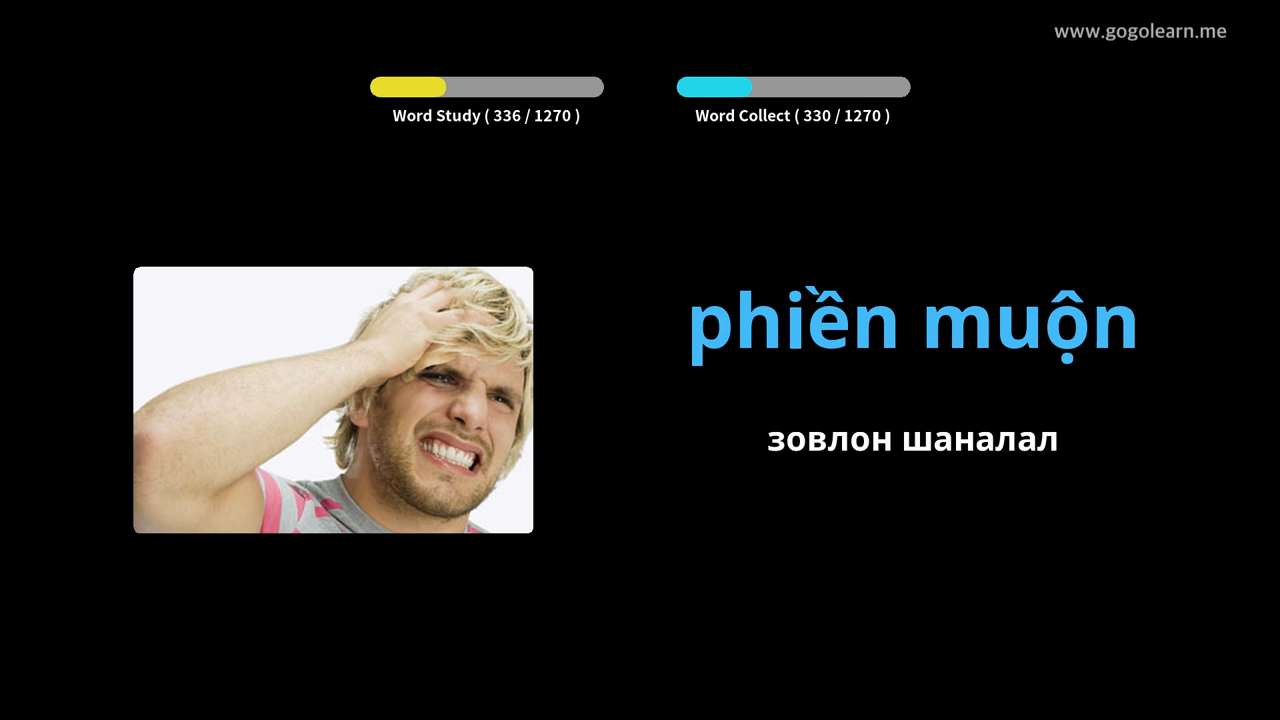 www.gogolearn.me
Word Study ( 336 / 1270 )
Word Collect ( 330 / 1270 )
phiền muộn
зовлон шаналал